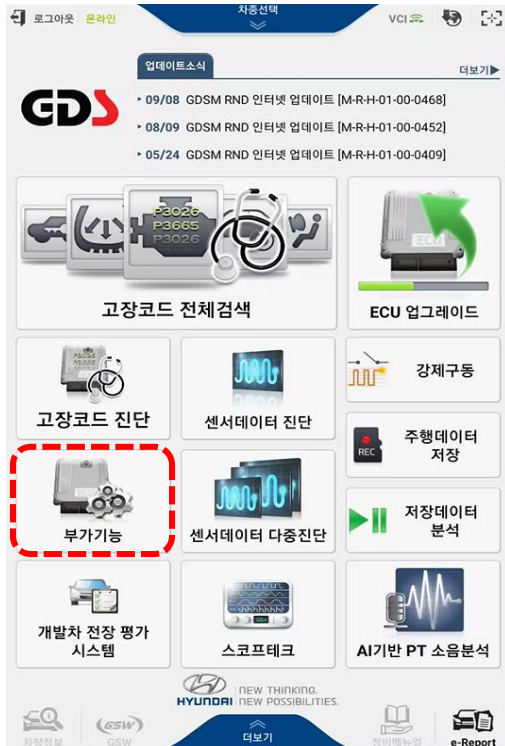 로그아웃 온라인
차종선택
VCI
업데이트소식
더보기▶
GDS
09/08 GDSM RND 인터넷 업데이트 [M-R-H-01-00-0468]
08/09 GDSM RND 인터넷 업데이트 [M-R-H-01-00-0452]
05/24 GDSM RND 인터넷 업데이트 [M-R-H-01-00-0409]
P3026
P3665
P3026
고장코드 전체검색
ECU
ECU 업그레이드
고장코드 진단
센서데이터 진단
강제구동
REC
주행데이터
저장
부가기능
센서데이터 다중진단
저장데이터
분석
개발차 전장 평가
시스템
스코프테크
AI기반 PT 소음분석
HYUNDAI
NEW THINKING.
NEW POSSIBILITIES.
차량정보
GSW
GSW
더보기
정비매뉴얼
e-Report